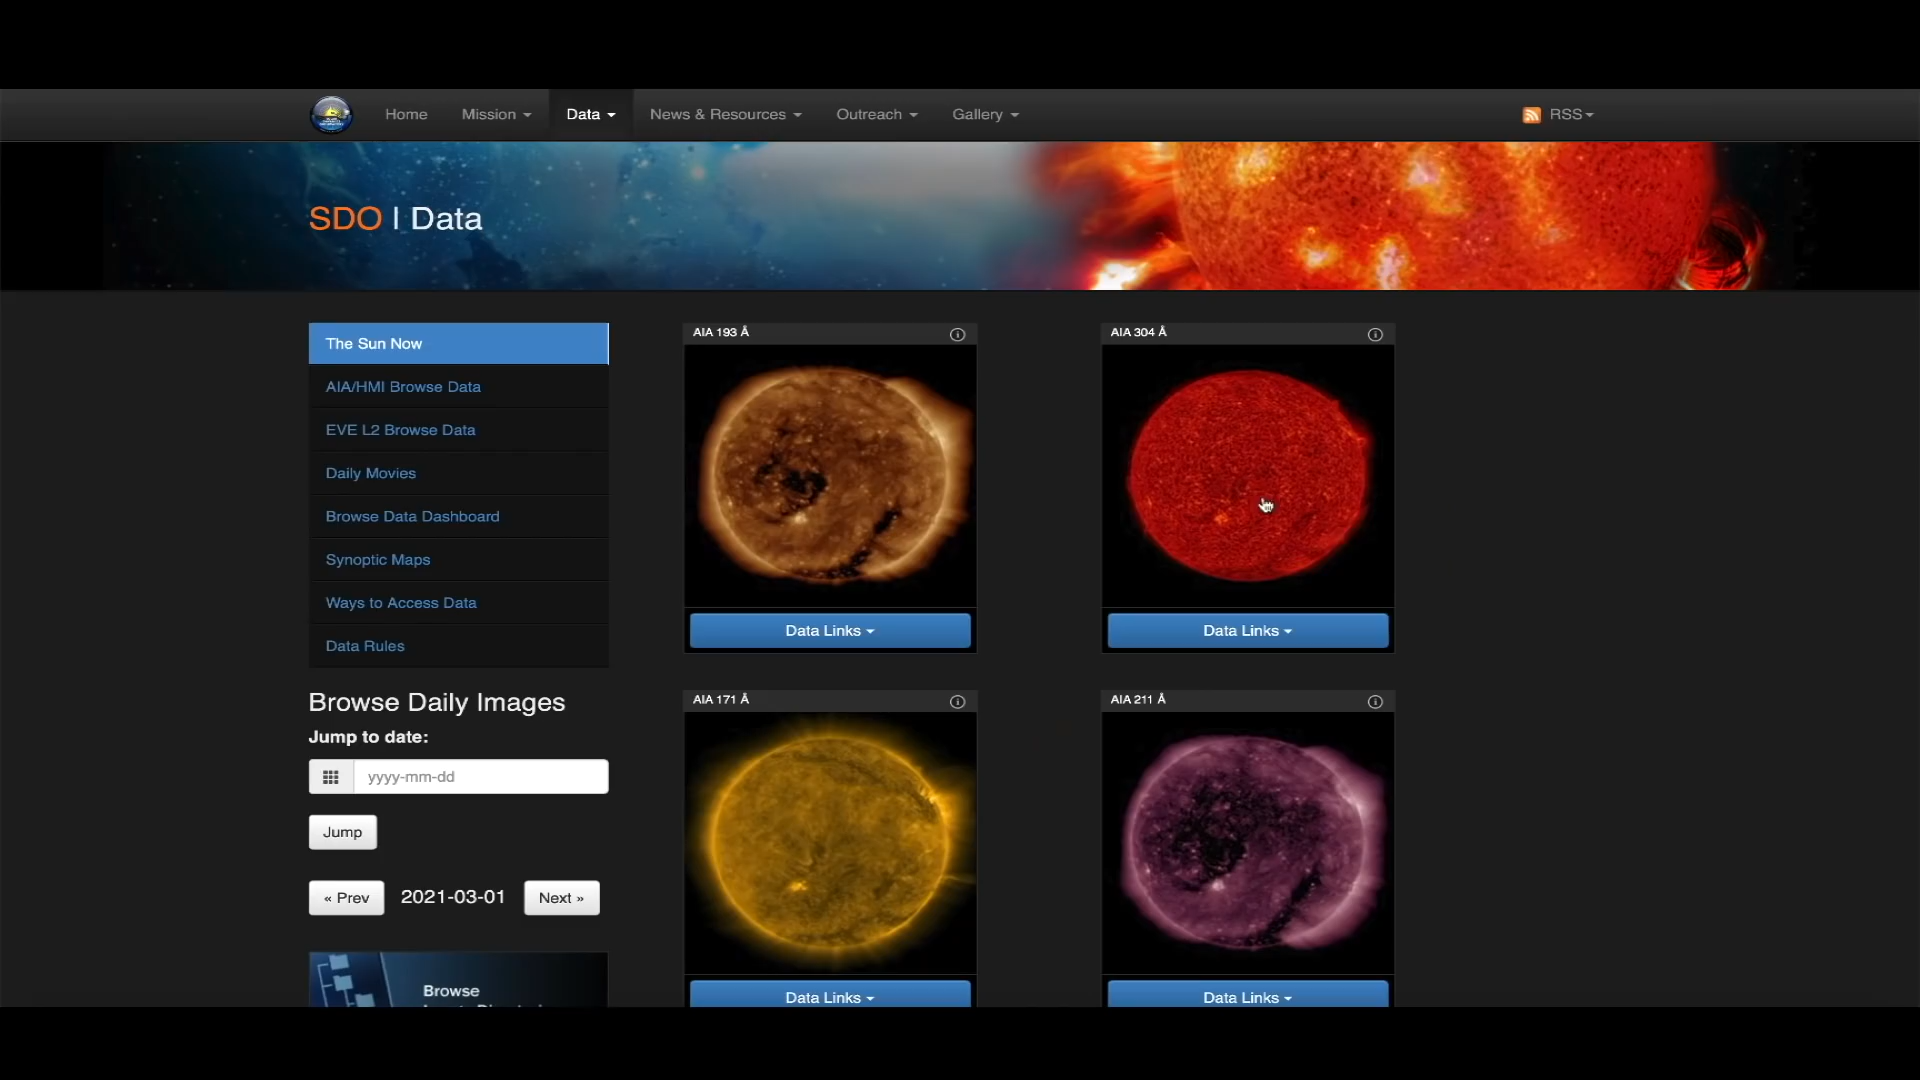 Home Mission Data News & Resources Outreach Gallery RSS
SDO | Data
The Sun Now
AIA/HMI Browse Data
EVE L2 Browse Data
Daily Movies
Browse Data Dashboard
Synoptic Maps
Ways to Access Data
Data Rules
Browse Daily Images
Jump to date:
yyyy-mm-dd
Jump
« Prev 2021-03-01 Next »
Browse
AIA 193 Å
Data Links
AIA 304 Å
Data Links
AIA 171 Å
Data Links
AIA 211 Å
Data Links